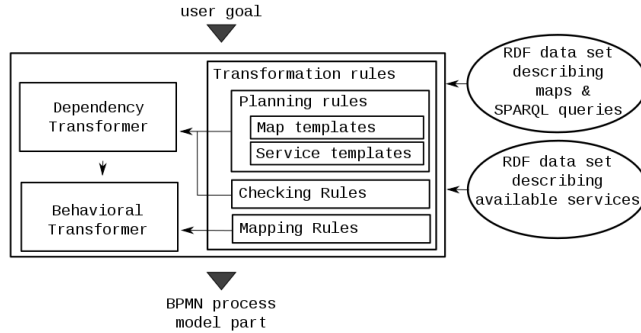 user goal
Transformation rules
Planning rules
Map templates
Service templates
Checking Rules
Mapping Rules
Dependency
Transformer
Behavioral
Transformer
RDF data set
describing
maps &
SPARQL queries
RDF data set
describing
available services
BPMN process
model part